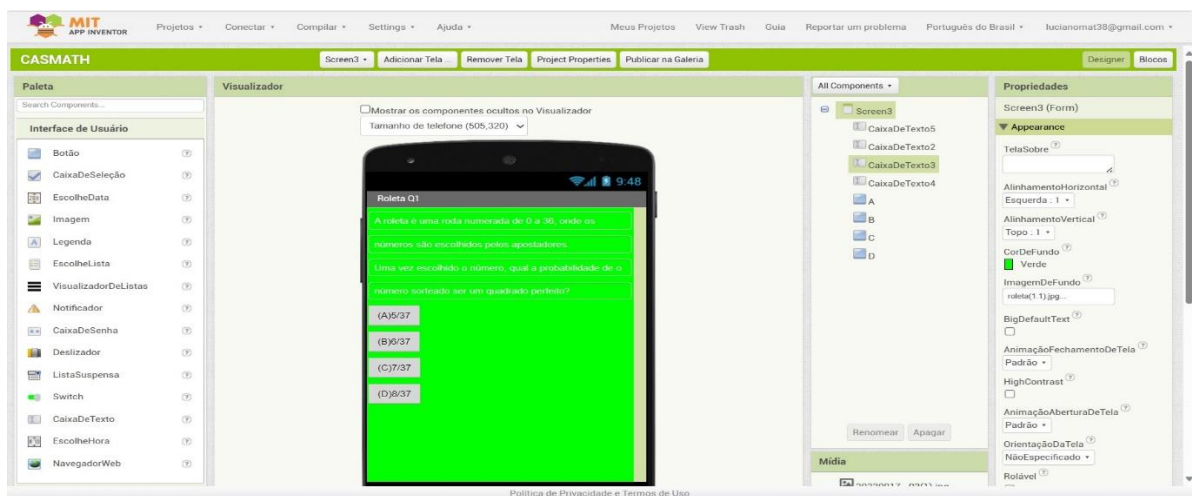 MIT
APP INVENTOR
Projetos
Conectar
Compilar
Settings
Ajuda
Meus Projetos
View Trash
Guia
Reportar um problema
Português do Brasil
lucianomat38@gmail.com
CASMATH
Screen3
Adicionar Tela ...
Remover Tela
Project Properties
Publicar na Galeria
Designer
Blocos
Paleta
Search Components...
Interface de Usuário
Botão
CaixaDeSeleção
EscolheData
Imagem
Legenda
EscolheLista
VisualizadorDeListas
Notificador
CaixaDeSenha
Deslizador
ListaSuspensa
Switch
CaixaDeTexto
EscolheHora
NavegadorWeb
Visualizador
Mostrar os componentes ocultos no Visualizador
Tamanho de telefone (505,320)
9:48
Roleta Q1
A roleta é uma roda numerada de 0 a 36, onde os
números são escolhidos pelos apostadores.
Uma vez escolhido o número, qual a probabilidade de o
número sorteado ser um quadrado perfeito?
(A)5/37
(B)6/37
(C)7/37
(D)8/37
All Components
Screen3
CaixaDeTexto5
CaixaDeTexto2
CaixaDeTexto3
CaixaDeTexto4
A
B
C
D
Renomear
Apagar
Mídia
Propriedades
Screen3 (Form)
Appearance
TelaSobre
AlinhamentoHorizontal
Esquerda : 1
AlinhamentoVertical
Topo : 1
CorDeFundo
Verde
ImagemDeFundo
roleta(1.1).jpg...
BigDefaultText
AnimaçãoFechamentoDeTela
Padrão
HighContrast
AnimaçãoAberturaDeTela
Padrão
OrientaçãoDaTela
NãoEspecificado
Rolável
Política de Privacidade e Termos de Uso